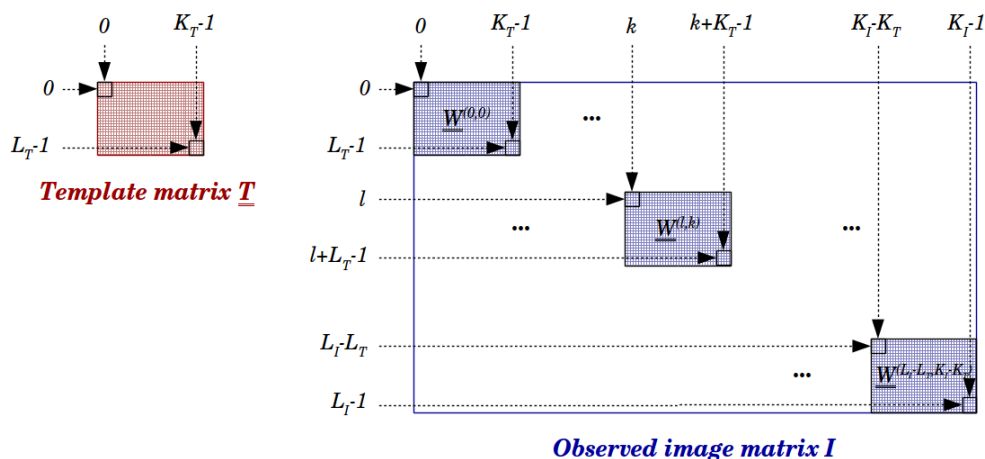 0 K_T-1 0 K_T-1 k k+K_T-1 K_I-K_T K_I-1
0 0
W^(0,0) ...
L_T-1 L_T-1
Template matrix T l
... W^(l,k) ...
l+L_T-1
L_I-L_T
... W^(L_I-L_T,K_I-K_T)
L_I-1
Observed image matrix I